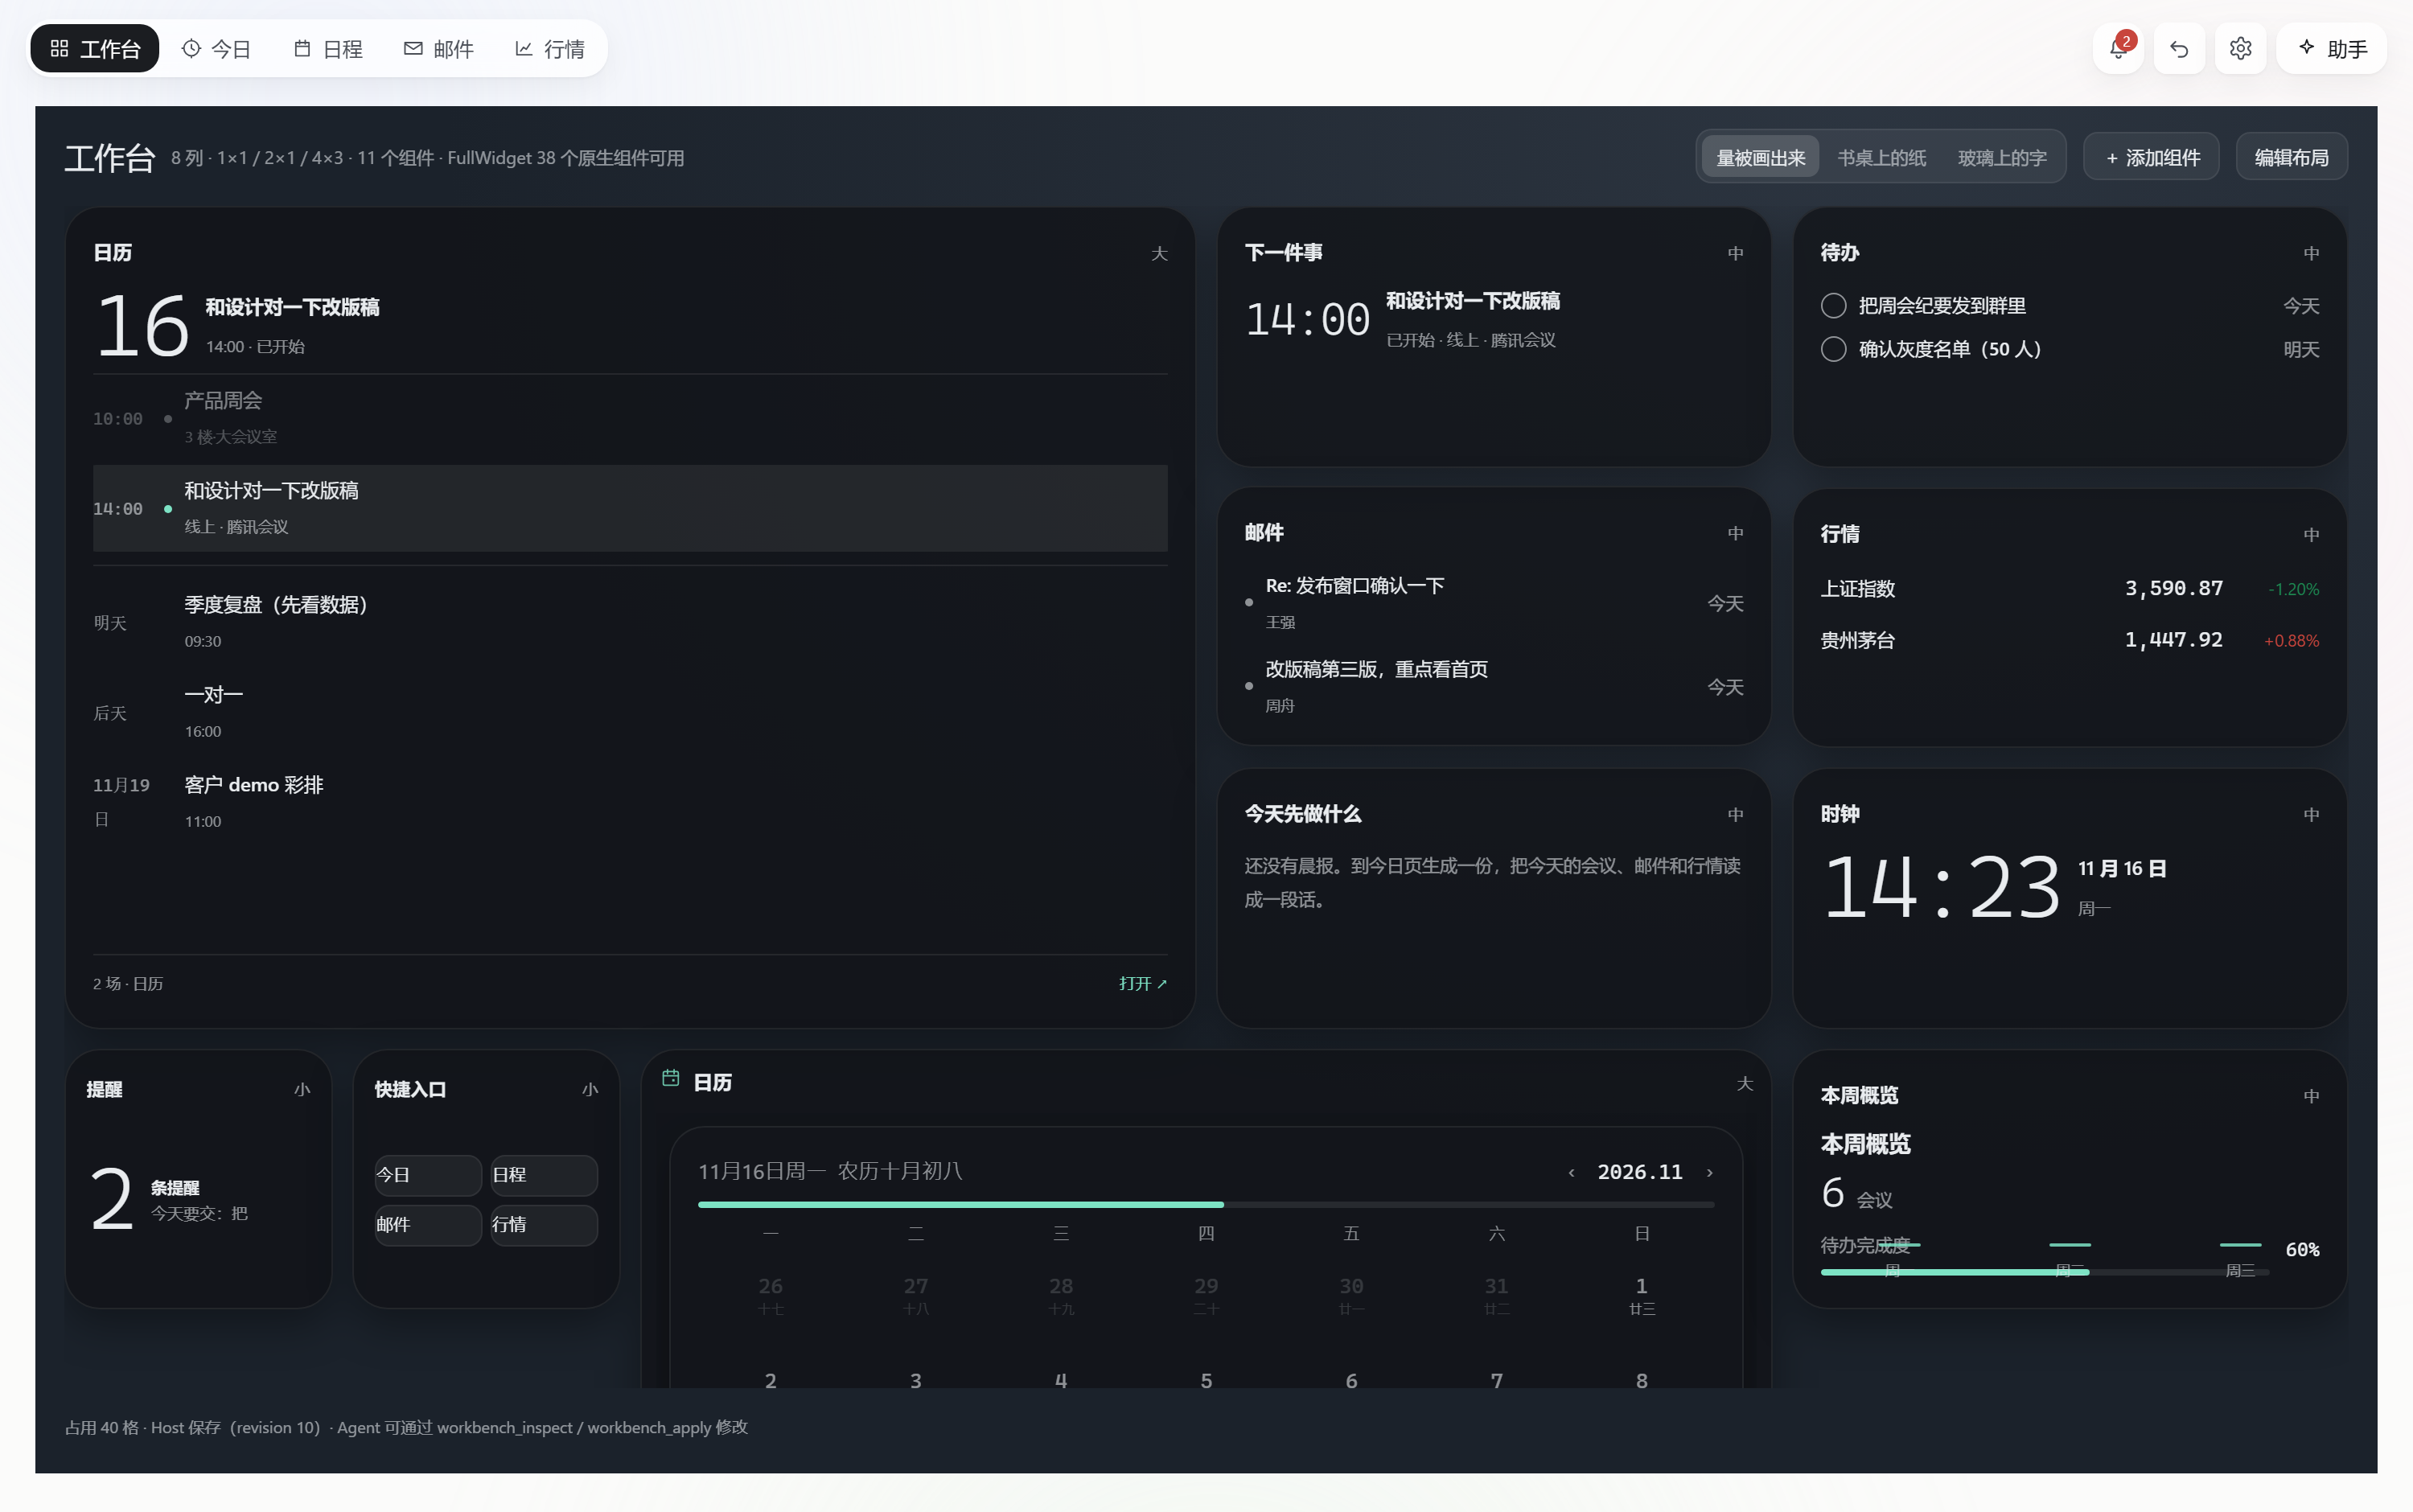 工作台 今日 日程 邮件 行情 2 助手
工作台 8 列 · 1×1 / 2×1 / 4×3 · 11 个组件 · FullWidget 38 个原生组件可用
量被画出来 书桌上的纸 玻璃上的字 + 添加组件 编辑布局
日历 大
16 和设计对一下改版稿
14:00 · 已开始
10:00 产品周会
3 楼·大会议室
14:00 和设计对一下改版稿
线上 · 腾讯会议
明天 季度复盘（先看数据）
09:30
后天 一对一
16:00
11月19日 客户 demo 彩排
11:00
2 场 · 日历 打开 ↗
下一件事 中
14:00 和设计对一下改版稿
已开始 · 线上 · 腾讯会议
待办 中
把周会纪要发到群里 今天
确认灰度名单（50 人） 明天
邮件 中
Re: 发布窗口确认一下 今天
王强
改版稿第三版，重点看首页 今天
周舟
行情 中
上证指数 3,590.87 -1.20%
贵州茅台 1,447.92 +0.88%
今天先做什么 中
还没有晨报。到今日页生成一份，把今天的会议、邮件和行情读
成一段话。
时钟 中
14:23 11 月 16 日
周一
提醒 小
2 条提醒
今天要交：把
快捷入口 小
今日 日程
邮件 行情
日历 大
11月16日周一 农历十月初八 ‹ 2026.11 ›
一 二 三 四 五 六 日
26 27 28 29 30 31 1
十七 十八 十九 二十 廿一 廿二 廿三
2 3 4 5 6 7 8
本周概览 中
本周概览
6 会议
待办完成度 60%
周一 周二 周三
占用 40 格 · Host 保存（revision 10） · Agent 可通过 workbench_inspect / workbench_apply 修改